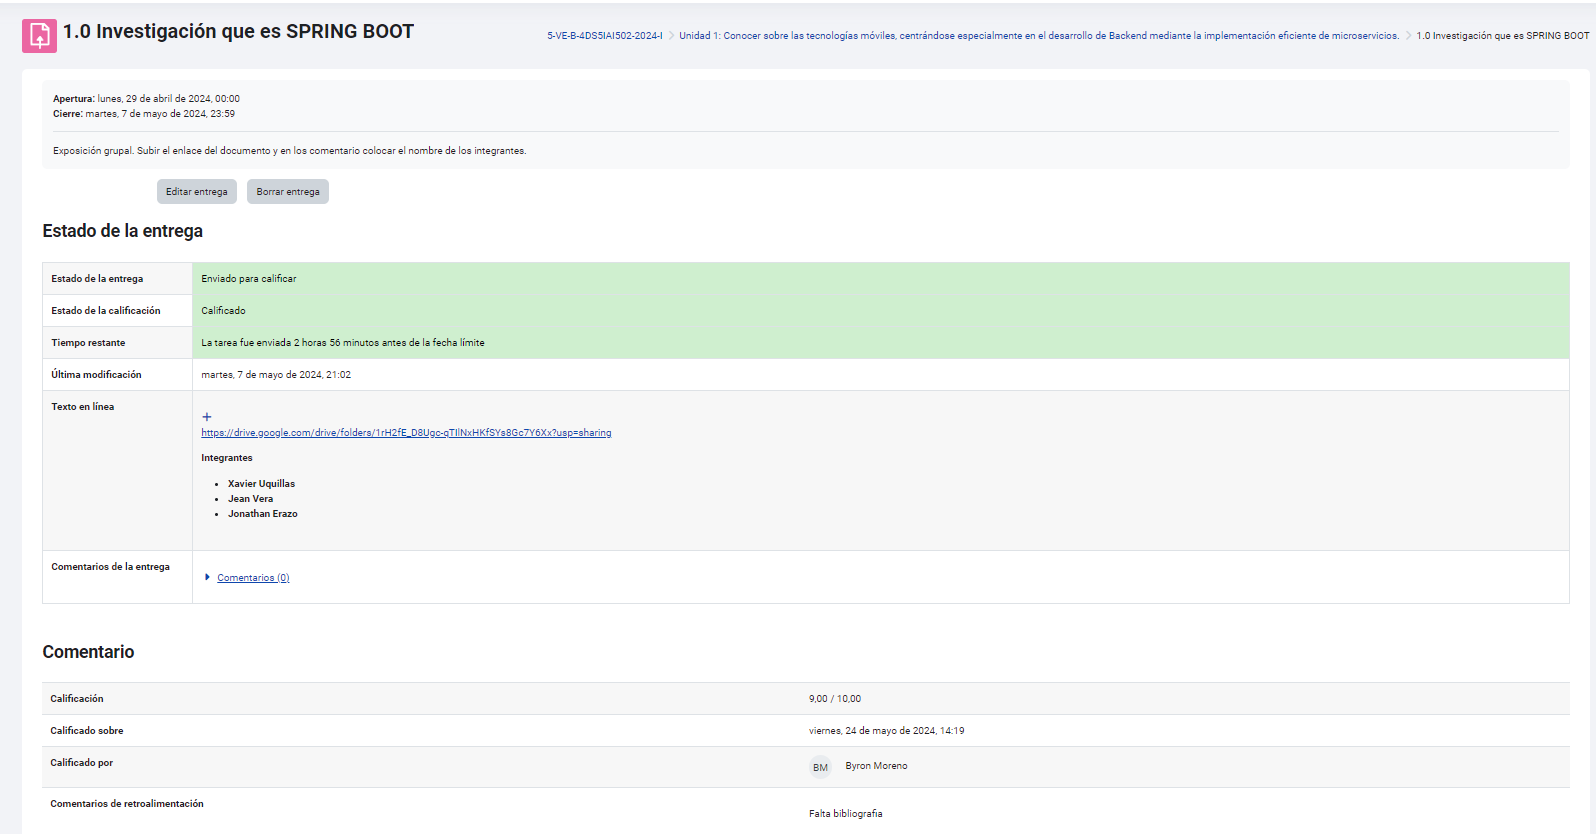 1.0 Investigación que es SPRING BOOT
5-VE-B-4DS5IAI502-2024-I > Unidad 1: Conocer sobre las tecnologías móviles, centrándose especialmente en el desarrollo de Backend mediante la implementación eficiente de microservicios. > 1.0 Investigación que es SPRING BOOT
Apertura: lunes, 29 de abril de 2024, 00:00
Cierre: martes, 7 de mayo de 2024, 23:59
Exposición grupal. Subir el enlace del documento y en los comentario colocar el nombre de los integrantes.
Editar entrega Borrar entrega
Estado de la entrega
Estado de la entrega Enviado para calificar
Estado de la calificación Calificado
Tiempo restante La tarea fue enviada 2 horas 56 minutos antes de la fecha límite
Última modificación martes, 7 de mayo de 2024, 21:02
Texto en línea
+
https://drive.google.com/drive/folders/1rH2fE_D8Ugc-qTIlNxHKfSYs8Gc7Y6Xx?usp=sharing
Integrantes
• Xavier Uquillas
• Jean Vera
• Jonathan Erazo
Comentarios de la entrega
Comentarios (0)
Comentario
Calificación 9,00 / 10,00
Calificado sobre viernes, 24 de mayo de 2024, 14:19
Calificado por BM Byron Moreno
Comentarios de retroalimentación
Falta bibliografia